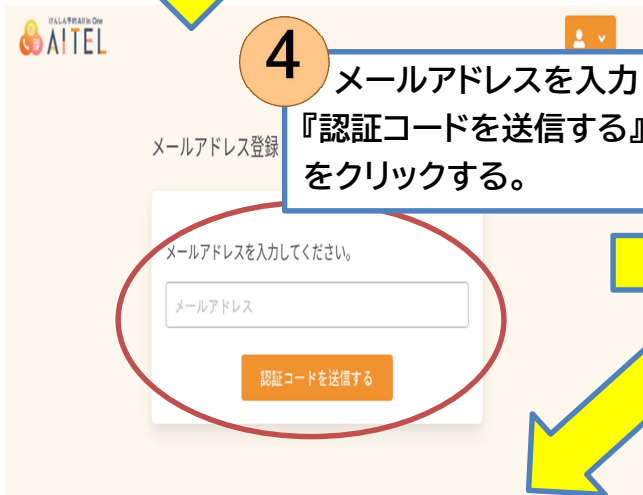 けんしん予約 All in One
AITEL
4
メールアドレスを入力
『認証コードを送信する』
をクリックする。
メールアドレス登録
メールアドレスを入力してください。
メールアドレス
認証コードを送信する